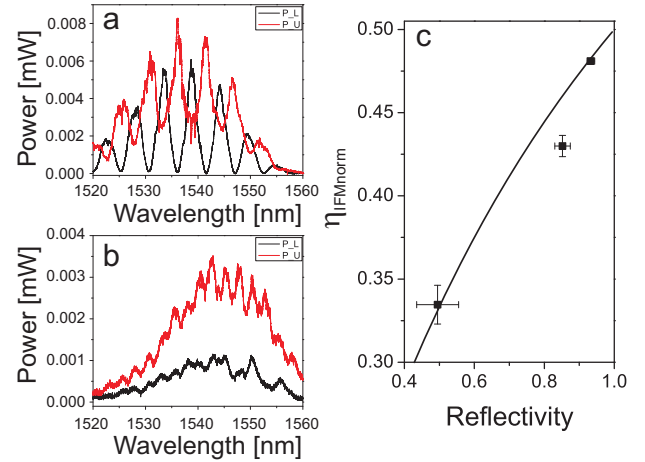 a
P_L
P_U
0.008
0.006
0.004
0.002
0.000
Power [mW]
1520 1530 1540 1550 1560
Wavelength [nm]
b
P_L
P_U
0.004
0.003
0.002
0.001
0.000
Power [mW]
1520 1530 1540 1550 1560
Wavelength [nm]
c
0.50
0.45
0.40
0.35
0.30
ηIFMnorm
0.4 0.6 0.8 1.0
Reflectivity